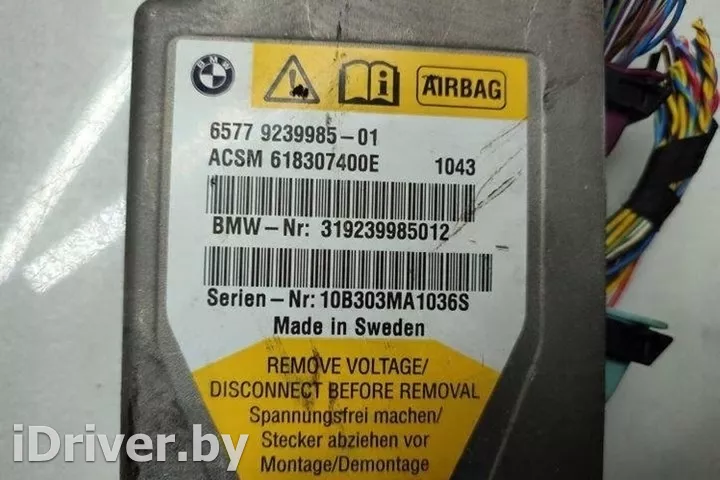 BMW
AIRBAG
6577 9239985-01
ACSM 618307400E 1043
BMW-Nr: 319239985012
Serien-Nr: 10B303MA1036S
Made in Sweden
REMOVE VOLTAGE/
DISCONNECT BEFORE REMOVAL
Spannungsfrei machen/
Stecker abziehen vor
Montage/Demontage
iDriver.by